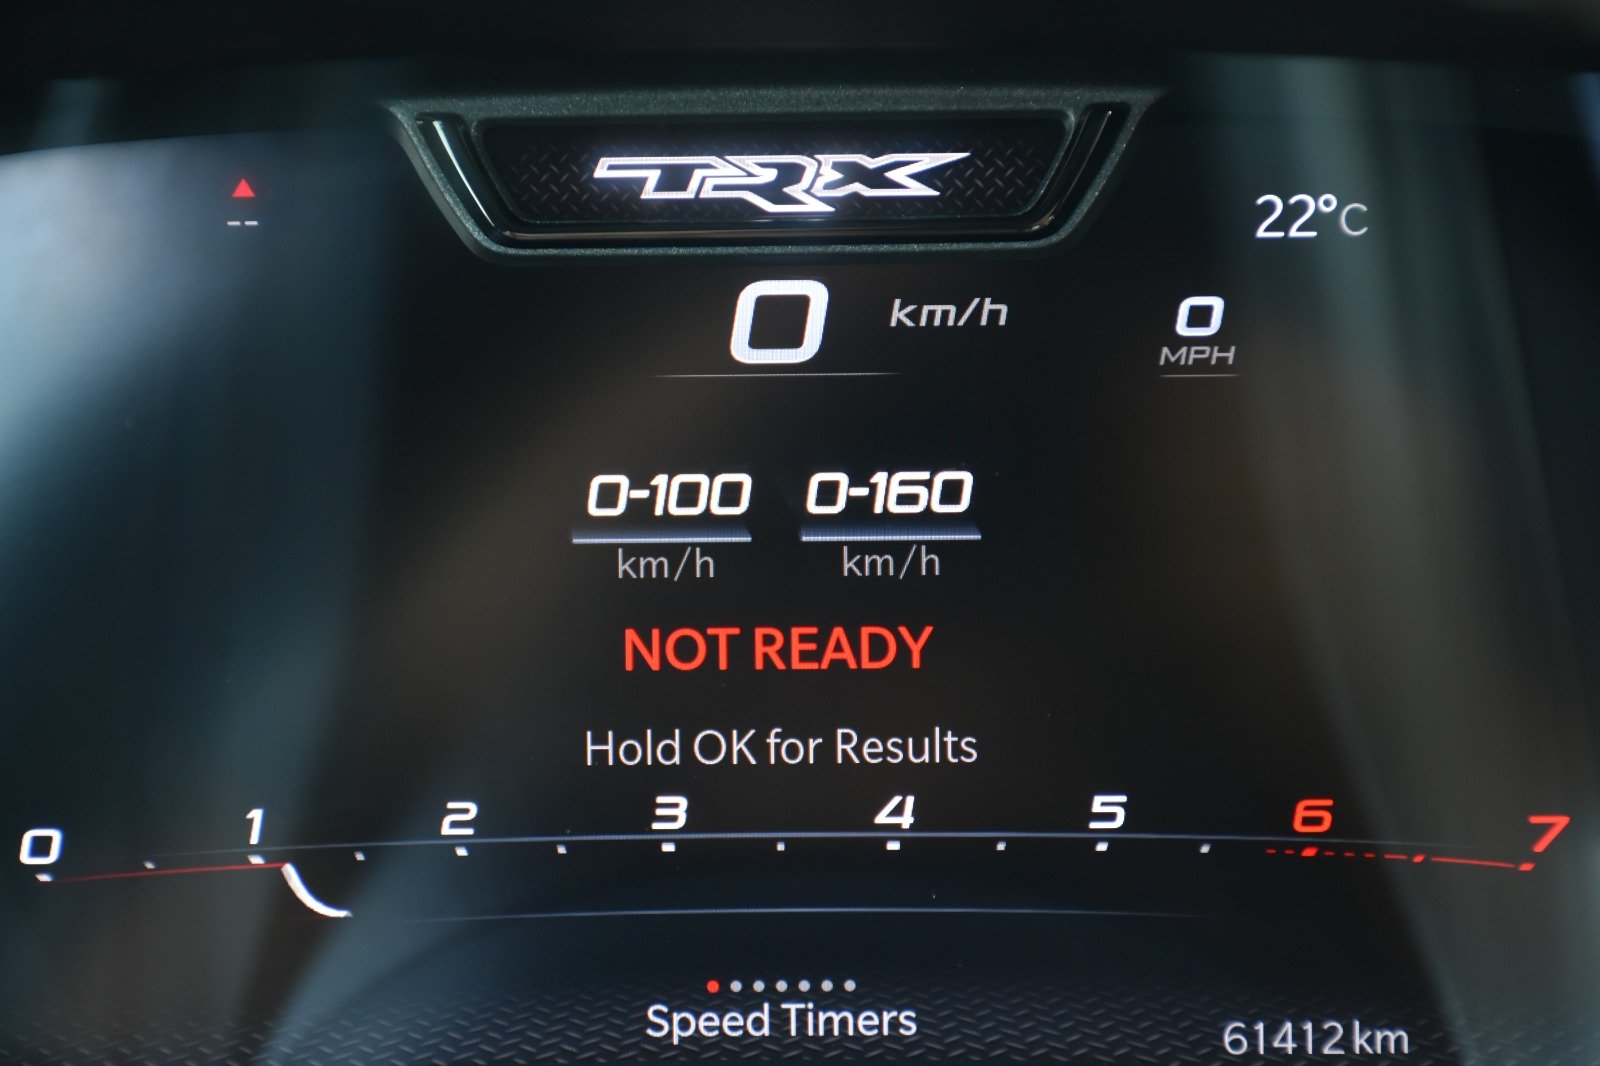 TRX
--
22°C
0 km/h
0
MPH
0-100 0-160
km/h km/h
NOT READY
Hold OK for Results
0 1 2 3 4 5 6 7
Speed Timers
61412 km